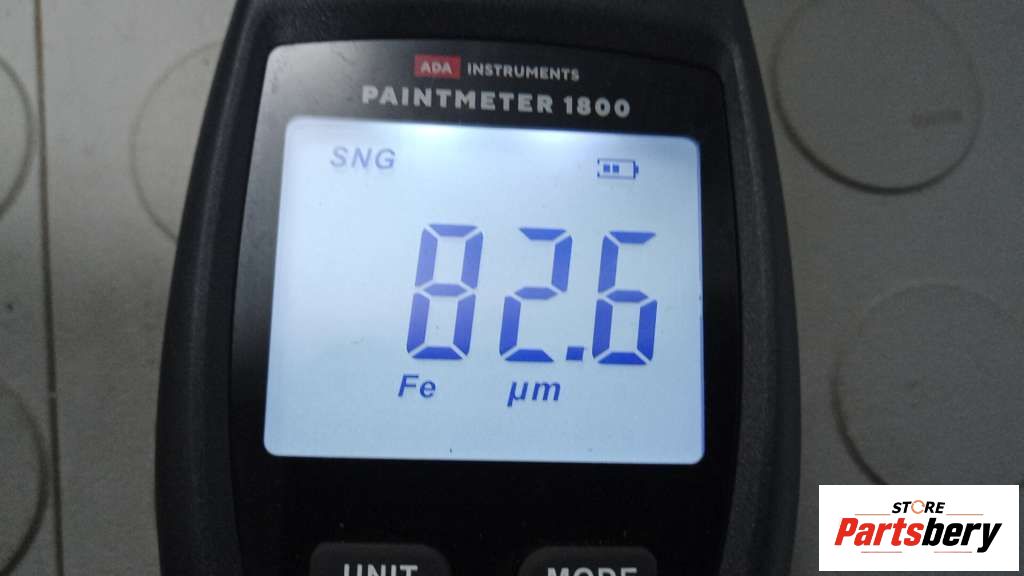 ADA INSTRUMENTS
PAINTMETER 1800
SNG
82.6
Fe µm
UNIT MODE
STORE
Partsbery